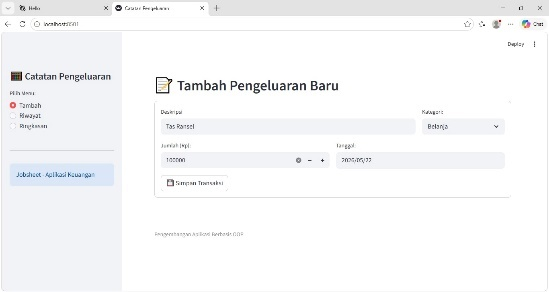 Hello
Catatan Pengeluaran
localhost:8501
Chat
Deploy
Catatan Pengeluaran
Pilih Menu:
Tambah
Riwayat
Ringkasan
Jobsheet - Aplikasi Keuangan
Tambah Pengeluaran Baru
Deskripsi
Kategori:
Tas Ransel
Belanja
Jumlah (Rp):
Tanggal:
100000
2026/05/22
Simpan Transaksi
Pengembangan Aplikasi Berbasis OOP